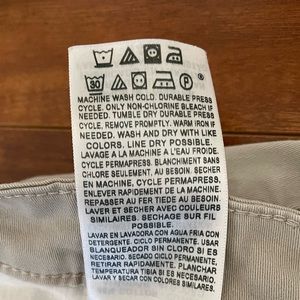 30
®
MACHINE WASH COLD. DURABLE PRESS
CYCLE. ONLY NON-CHLORINE BLEACH IF
NEEDED. TUMBLE DRY DURABLE PRESS
CYCLE, REMOVE PROMPTLY. WARM IRON IF
NEEDED. WASH AND DRY WITH LIKE
COLORS. LINE DRY POSSIBLE.
LAVAGE A LA MACHINE A L'EAU FROIDE.
CYCLE PERMAPRESS. BLANCHIMENT SANS
CHLORE SEULEMENT, AU BESOIN. SECHER
EN MACHINE, CYCLE PERMAPRESS,
ENLEVER RAPIDEMENT DE LA MACHINE.
REPASSER AU FER TIEDE AU BESOIN.
LAVER ET SECHER AVEC COULEURS
SIMILAIRES. SECHAGE SUR FIL
POSSIBLE.
LAVAR EN LAVADORA CON AGUA FRIA CON
DETERGENTE. CICLO PERMANENTE. USAR
BLANQUEADOR SIN CLORO SI ES
NECESARIO. SECADO CICLO PERMANENTE.
RETIRAR RAPIDAMENTE. PLANCHAR
TEMPERATURA TIBIA SI ES NECESARIO.